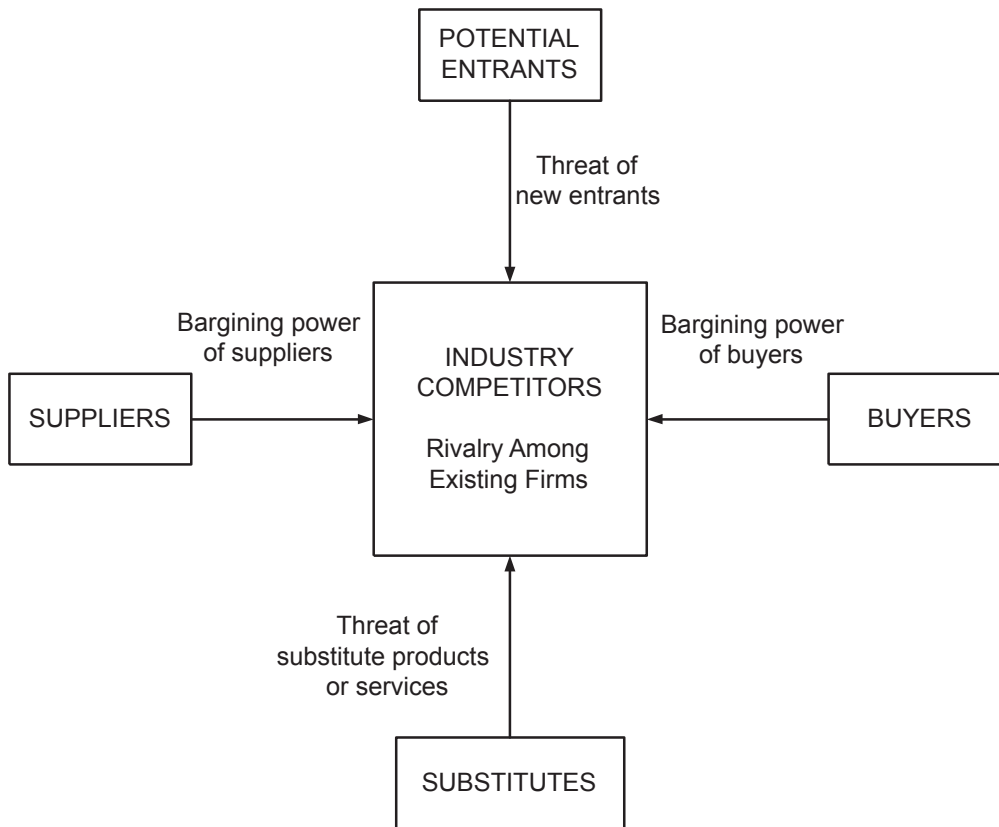 POTENTIAL
ENTRANTS
Threat of
new entrants
Bargining power
of suppliers
Bargining power
of buyers
INDUSTRY
COMPETITORS
SUPPLIERS
BUYERS
Rivalry Among
Existing Firms
Threat of
substitute products
or services
SUBSTITUTES